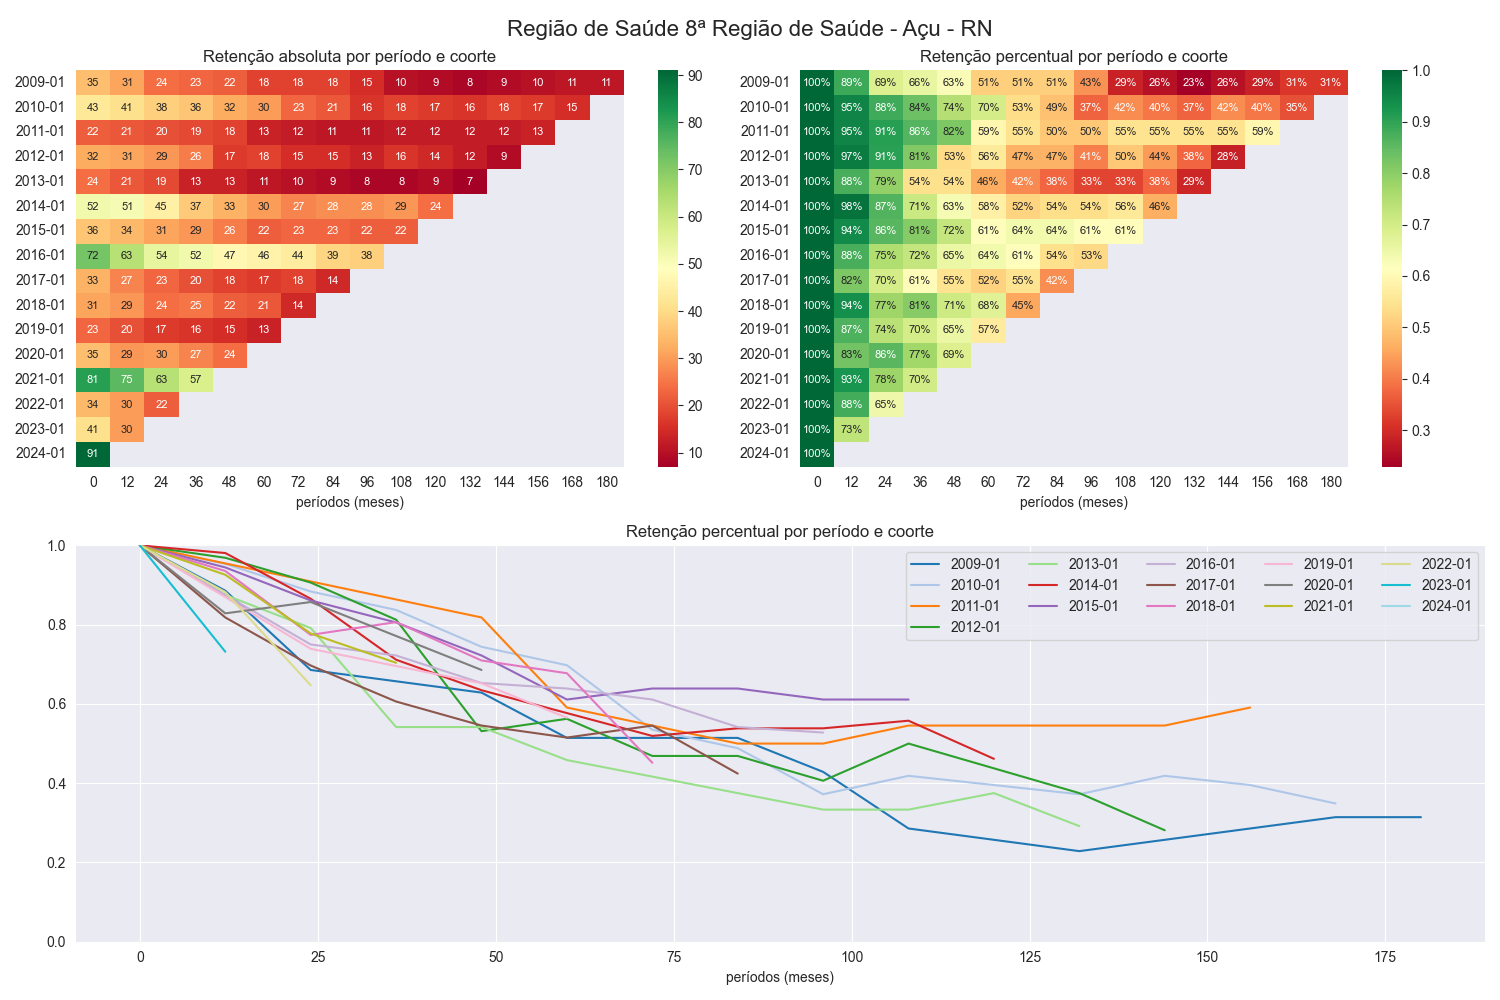 Região de Saúde 8ª Região de Saúde - Açu - RN
Retenção absoluta por período e coorte
2009-01 35 31 24 23 22 18 18 18 15 10 9 8 9 10 11 11
2010-01 43 41 38 36 32 30 23 21 16 18 17 16 18 17 15
2011-01 22 21 20 19 18 13 12 11 11 12 12 12 12 13
2012-01 32 31 29 26 17 18 15 15 13 16 14 12 9
2013-01 24 21 19 13 13 11 10 9 8 8 9 7
2014-01 52 51 45 37 33 30 27 28 28 29 24
2015-01 36 34 31 29 26 22 23 23 22 22
2016-01 72 63 54 52 47 46 44 39 38
2017-01 33 27 23 20 18 17 18 14
2018-01 31 29 24 25 22 21 14
2019-01 23 20 17 16 15 13
2020-01 35 29 30 27 24
2021-01 81 75 63 57
2022-01 34 30 22
2023-01 41 30
2024-01 91
0 12 24 36 48 60 72 84 96 108 120 132 144 156 168 180
períodos (meses)
90
80
70
60
50
40
30
20
10
Retenção percentual por período e coorte
2009-01 100% 89% 69% 66% 63% 51% 51% 51% 43% 29% 26% 23% 26% 29% 31% 31%
2010-01 100% 95% 88% 84% 74% 70% 53% 49% 37% 42% 40% 37% 42% 40% 35%
2011-01 100% 95% 91% 86% 82% 59% 55% 50% 50% 55% 55% 55% 55% 59%
2012-01 100% 97% 91% 81% 53% 56% 47% 47% 41% 50% 44% 38% 28%
2013-01 100% 88% 79% 54% 54% 46% 42% 38% 33% 33% 38% 29%
2014-01 100% 98% 87% 71% 63% 58% 52% 54% 54% 56% 46%
2015-01 100% 94% 86% 81% 72% 61% 64% 64% 61% 61%
2016-01 100% 88% 75% 72% 65% 64% 61% 54% 53%
2017-01 100% 82% 70% 61% 55% 52% 55% 42%
2018-01 100% 94% 77% 81% 71% 68% 45%
2019-01 100% 87% 74% 70% 65% 57%
2020-01 100% 83% 86% 77% 69%
2021-01 100% 93% 78% 70%
2022-01 100% 88% 65%
2023-01 100% 73%
2024-01 100%
0 12 24 36 48 60 72 84 96 108 120 132 144 156 168 180
períodos (meses)
1.0
0.9
0.8
0.7
0.6
0.5
0.4
0.3
Retenção percentual por período e coorte
1.0
0.8
0.6
0.4
0.2
0.0
2009-01 2013-01 2016-01 2019-01 2022-01
2010-01 2014-01 2017-01 2020-01 2023-01
2011-01 2015-01 2018-01 2021-01 2024-01
2012-01
0 25 50 75 100 125 150 175
períodos (meses)